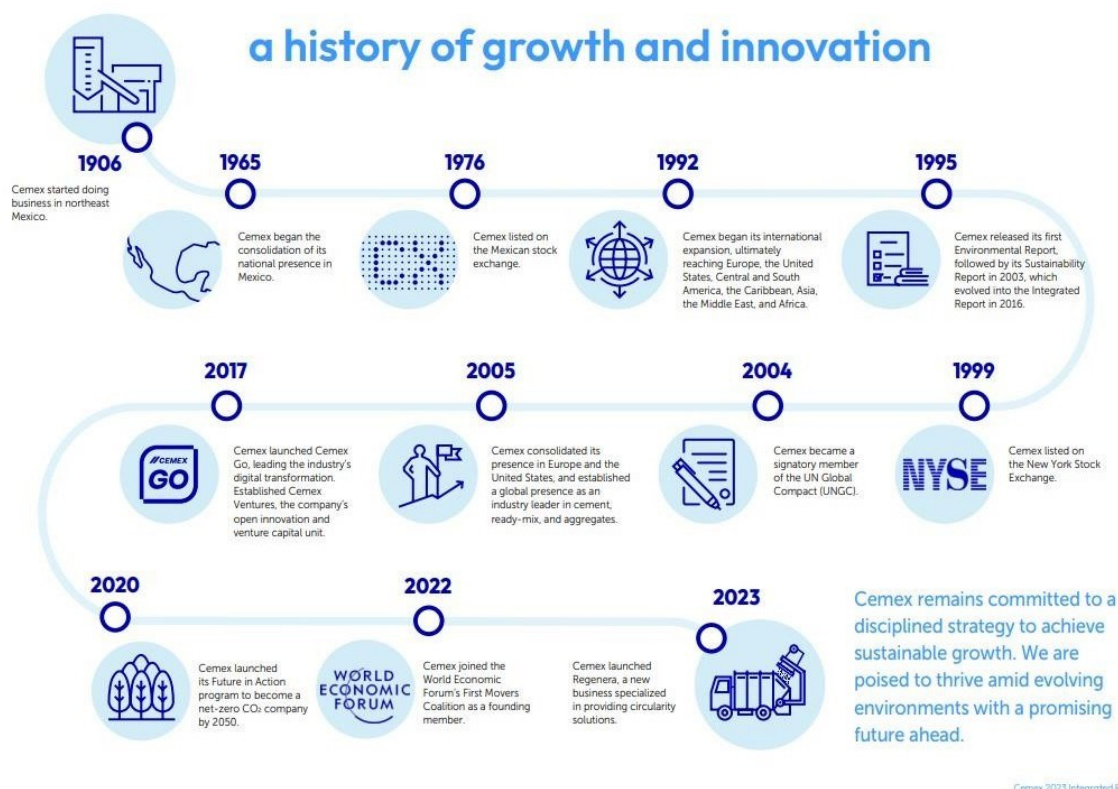 a history of growth and innovation
1906
Cemex started doing
business in northeast
Mexico.
1965
Cemex began the
consolidation of its
national presence in
Mexico.
1976
CX
Cemex listed on
the Mexican stock
exchange.
1992
Cemex began its international
expansion, ultimately
reaching Europe, the United
States, Central and South
America, the Caribbean, Asia,
the Middle East, and Africa.
1995
Cemex released its first
Environmental Report,
followed by its Sustainability
Report in 2003, which
evolved into the Integrated
Report in 2016.
1999
NYSE
Cemex listed on
the New York Stock
Exchange.
2004
Cemex became a
signatory member
of the UN Global
Compact (UNGC).
2005
Cemex consolidated its
presence in Europe and the
United States, and established
a global presence as an
industry leader in cement,
ready-mix, and aggregates.
2017
CEMEX
GO
Cemex launched Cemex
Go, leading the industry's
digital transformation.
Established Cemex
Ventures, the company's
open innovation and
venture capital unit.
2020
Cemex launched
its Future in Action
program to become a
net-zero CO₂ company
by 2050.
2022
WORLD
ECONOMIC
FORUM
Cemex joined the
World Economic
Forum's First Movers
Coalition as a founding
member.
2023
Cemex launched
Regenera, a new
business specialized
in providing circularity
solutions.
Cemex remains committed to a
disciplined strategy to achieve
sustainable growth. We are
poised to thrive amid evolving
environments with a promising
future ahead.
Cemex 2023 Integrated